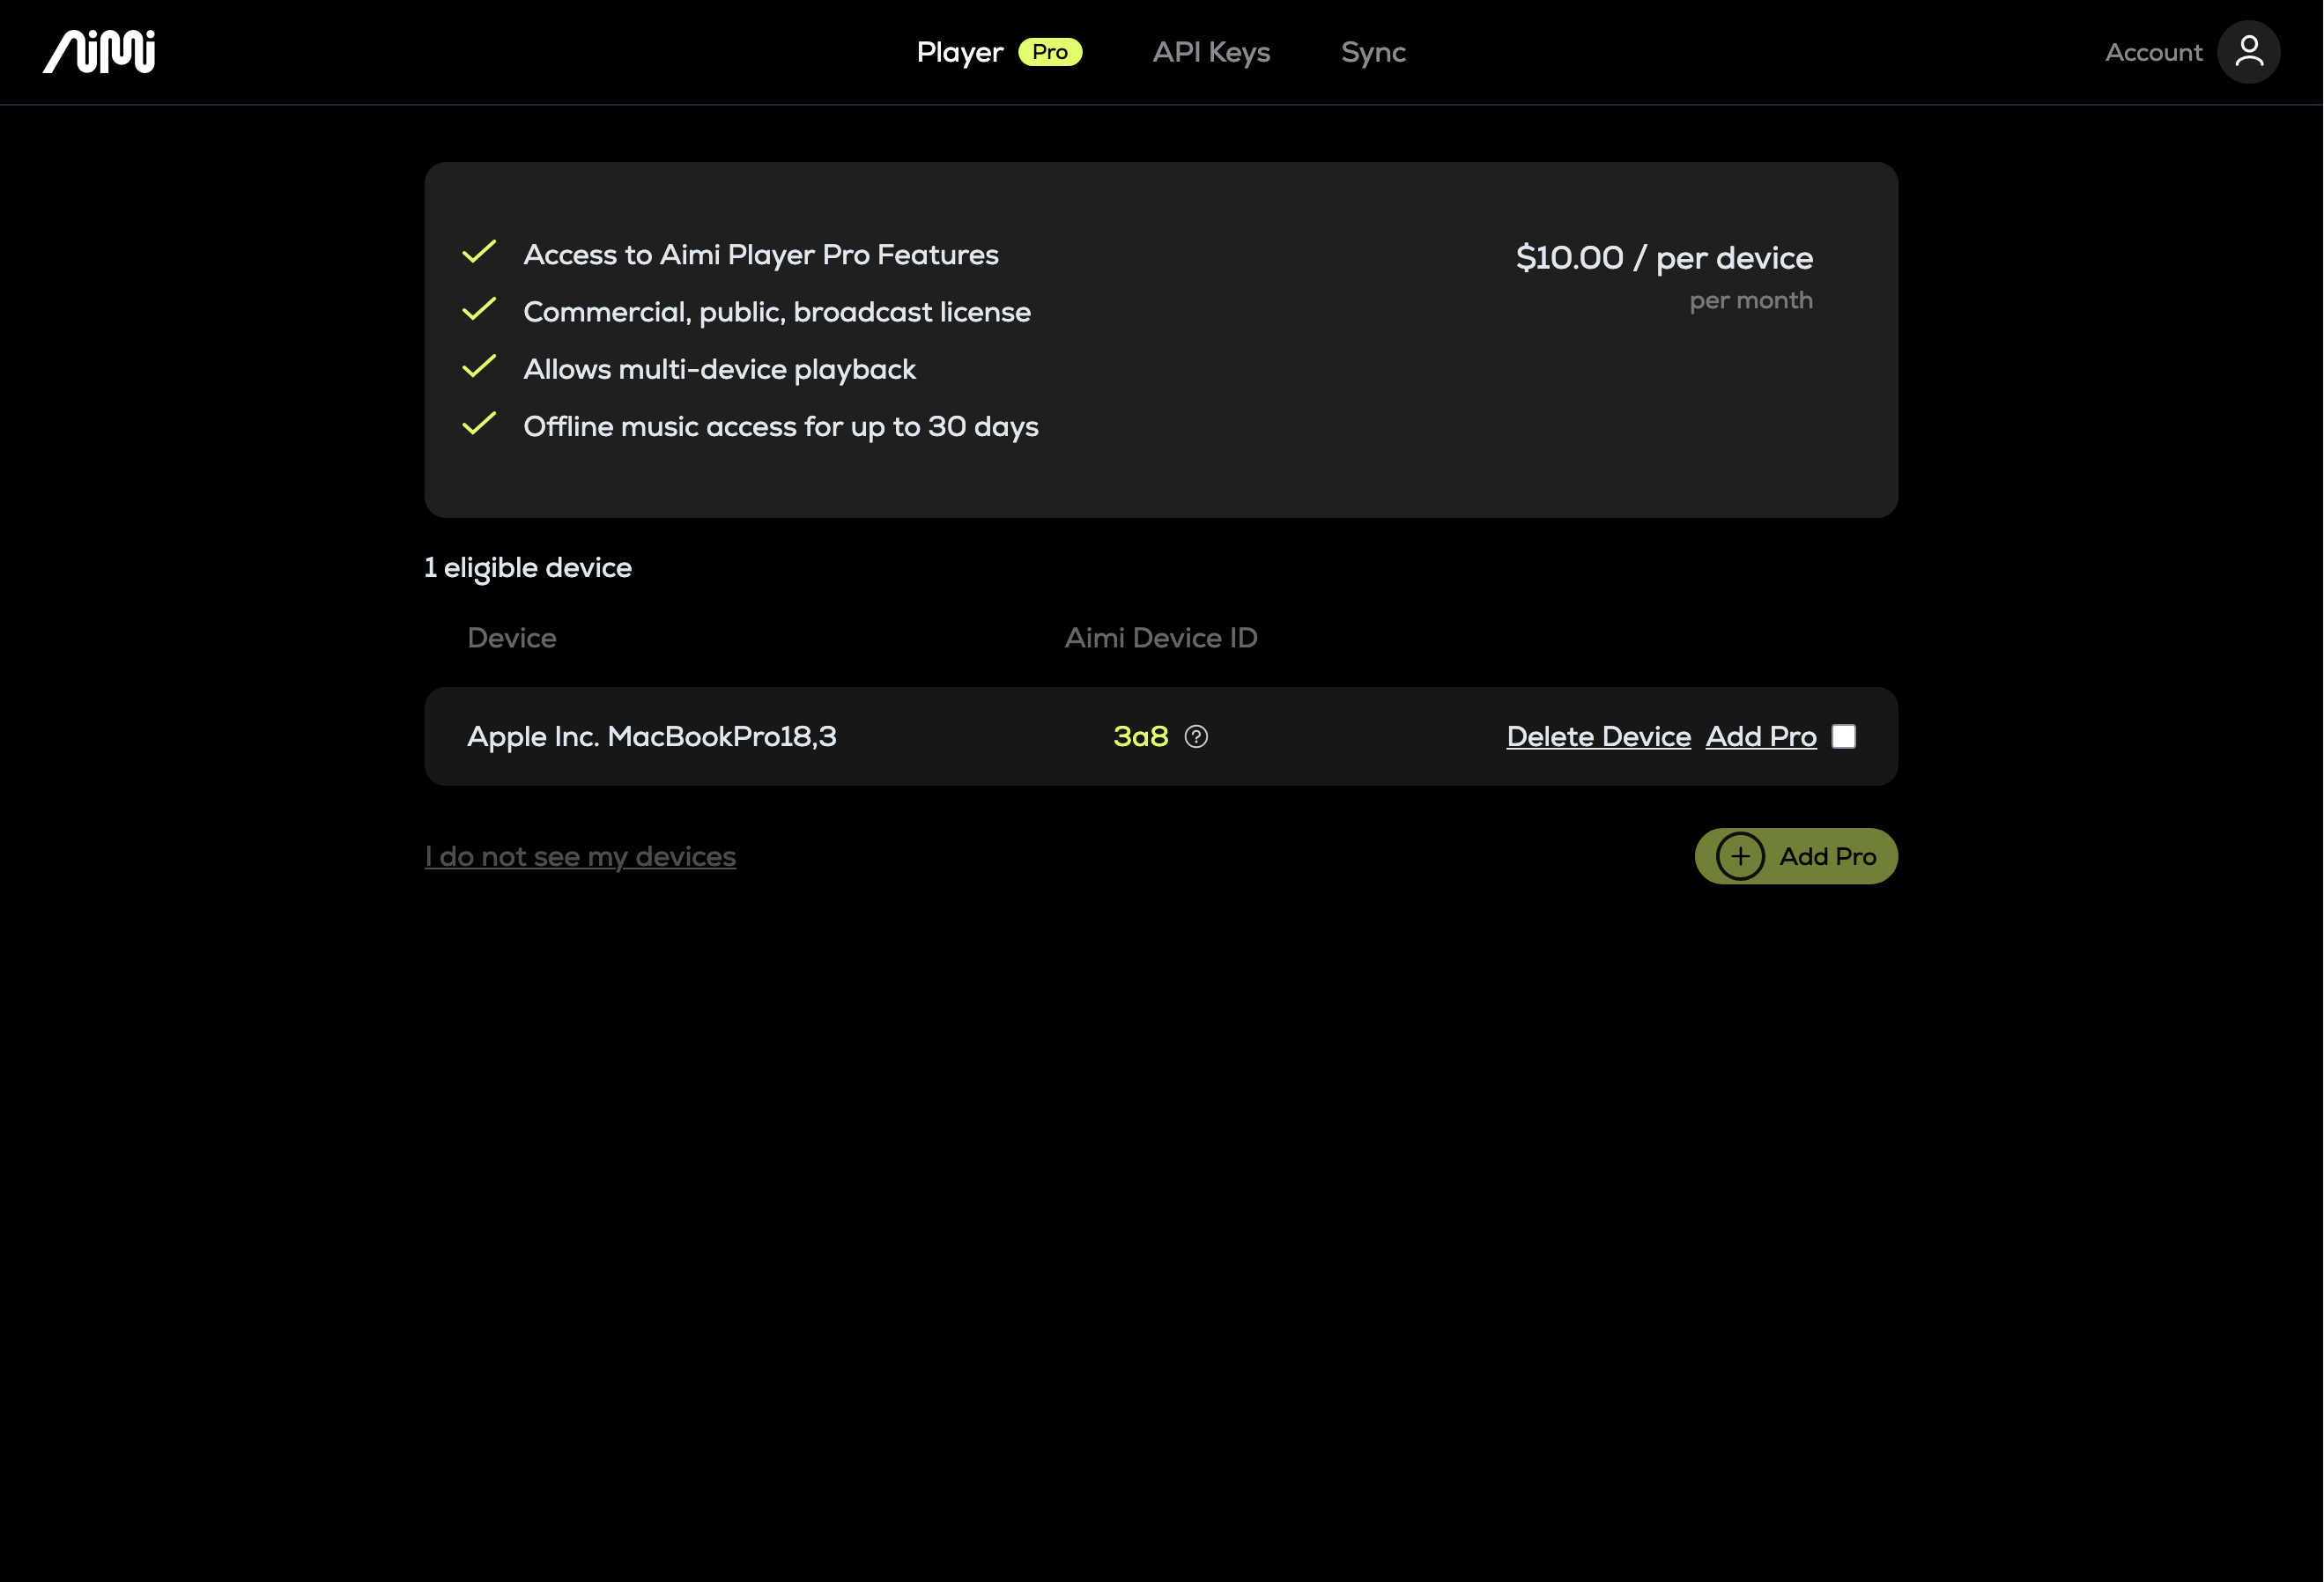 Aimi
Player Pro API Keys Sync
Account
Access to Aimi Player Pro Features
Commercial, public, broadcast license
Allows multi-device playback
Offline music access for up to 30 days
$10.00 / per device
per month
1 eligible device
Device Aimi Device ID
Apple Inc. MacBookPro18,3 3a8 Delete Device Add Pro
I do not see my devices
Add Pro